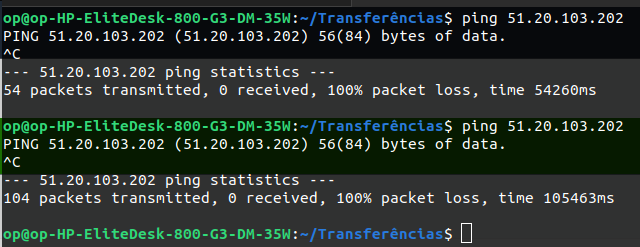 op@op-HP-EliteDesk-800-G3-DM-35W:~/Transferências$ ping 51.20.103.202
PING 51.20.103.202 (51.20.103.202) 56(84) bytes of data.
^C
--- 51.20.103.202 ping statistics ---
54 packets transmitted, 0 received, 100% packet loss, time 54260ms
op@op-HP-EliteDesk-800-G3-DM-35W:~/Transferências$ ping 51.20.103.202
PING 51.20.103.202 (51.20.103.202) 56(84) bytes of data.
^C
--- 51.20.103.202 ping statistics ---
104 packets transmitted, 0 received, 100% packet loss, time 105463ms
op@op-HP-EliteDesk-800-G3-DM-35W:~/Transferências$